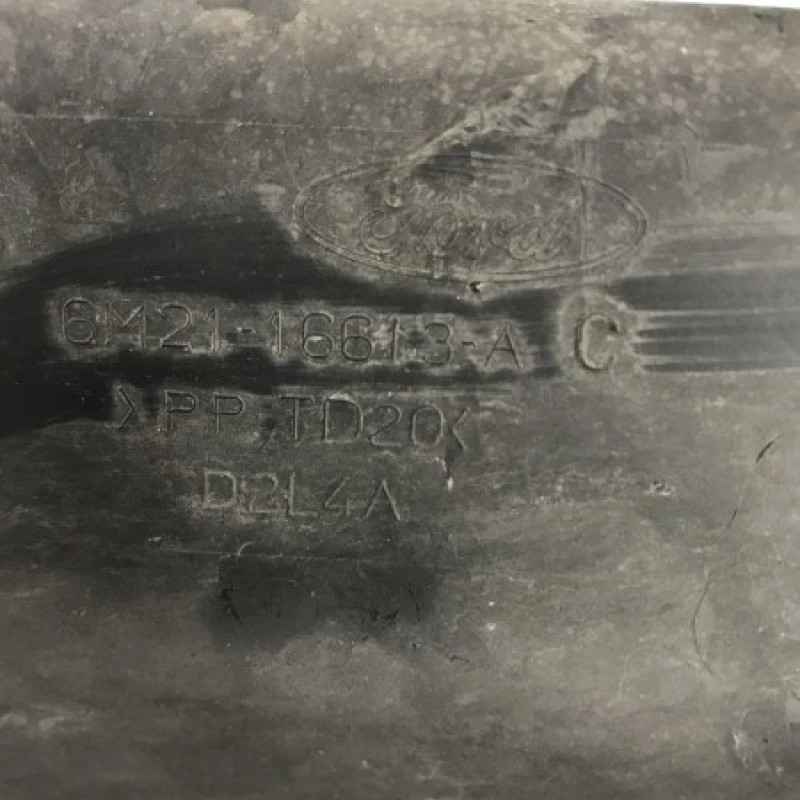 Ford
6M21-16613-A C
>PP TD20<
D2L4A